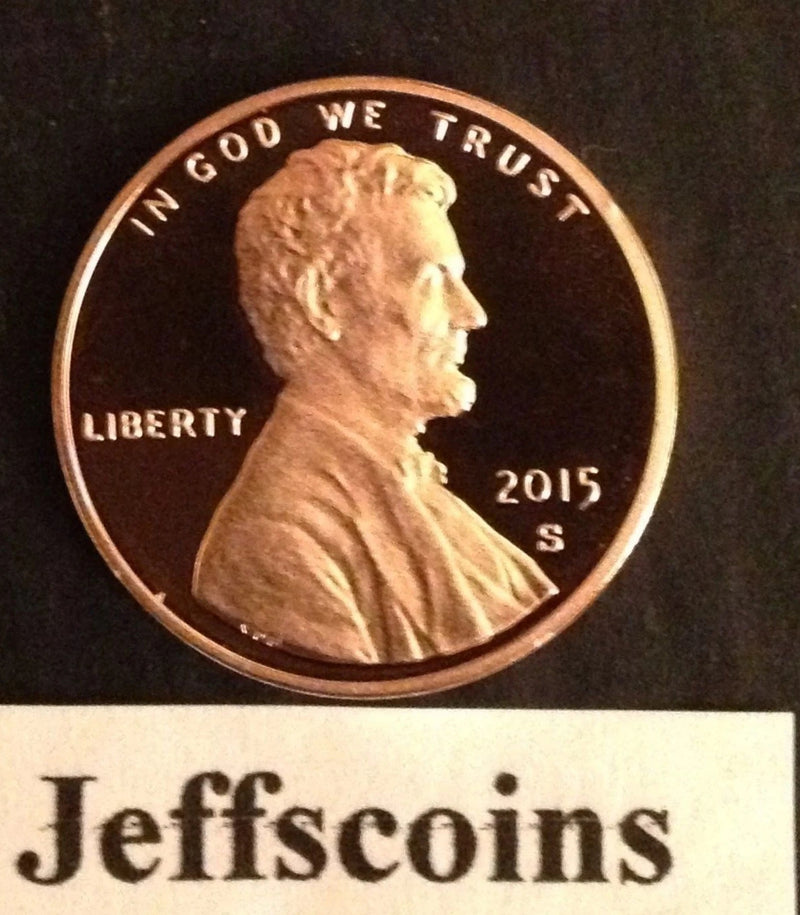 IN GOD WE TRUST
LIBERTY
2015
S
Jeffscoins